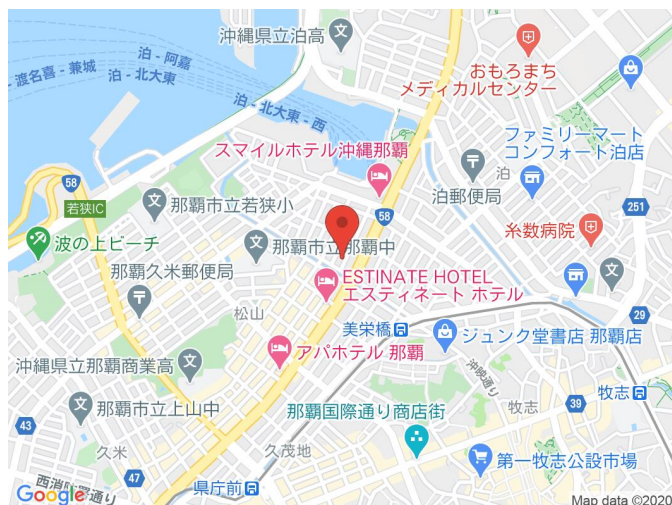 沖縄県立泊高
おもろまち
メディカルセンター
泊 - 阿嘉
- 渡名喜 - 兼城
泊 - 北大東
泊 - 北大東 - 西
ファミリーマート
コンフォート泊店
スマイルホテル沖縄那覇
泊
泊郵便局
58
若狭IC
那覇市立若狭小
58
251
糸数病院
波の上ビーチ
那覇市立那覇中
那覇久米郵便局
ESTINATE HOTEL
エスティネート ホテル
松山
29
美栄橋
ジュンク堂書店 那覇店
アパホテル 那覇
沖縄県立那覇商業高
沖映通り
牧志
牧志
39
那覇市立上山中
那覇国際通り商店街
43
久米
久茂地
第一牧志公設市場
47
西消防署通り
県庁前
Google
Map data ©2020